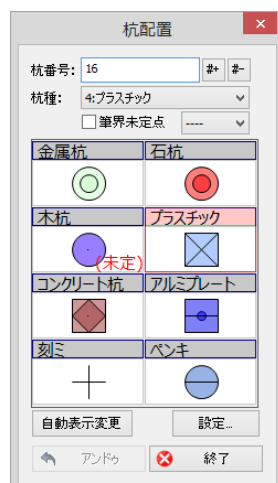 杭配置
×
杭番号: 16 #+ #-
杭種: 4:プラスチック
筆界未定点 ----
金属杭 石杭
木杭 プラスチック
(未定)
コンクリート杭 アルミプレート
刻ミ ペンキ
自動表示変更 設定...
アンドゥ 終了